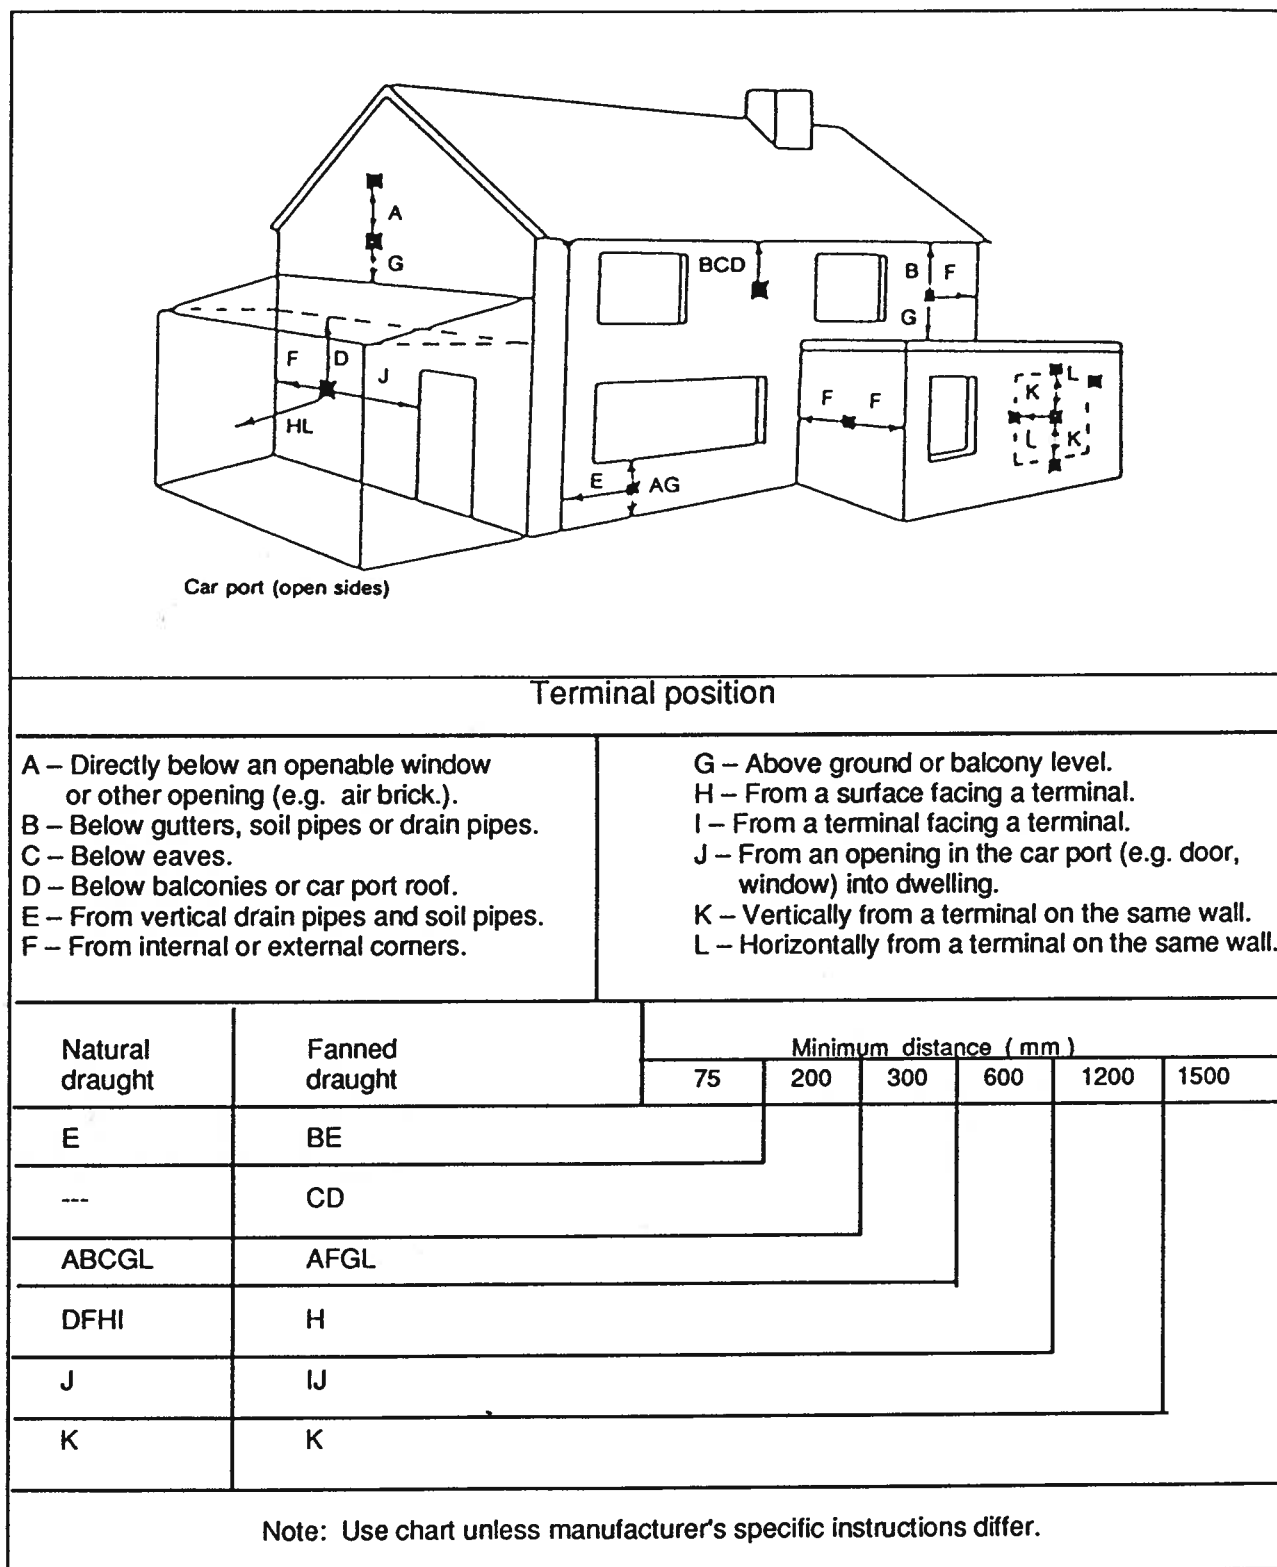 A
G
BCD
B F
G
F D J
HL
F F
K L
L K
E AG
Car port (open sides)
Terminal position
A – Directly below an openable window
or other opening (e.g. air brick.).
B – Below gutters, soil pipes or drain pipes.
C – Below eaves.
D – Below balconies or car port roof.
E – From vertical drain pipes and soil pipes.
F – From internal or external corners.
G – Above ground or balcony level.
H – From a surface facing a terminal.
I – From a terminal facing a terminal.
J – From an opening in the car port (e.g. door,
window) into dwelling.
K – Vertically from a terminal on the same wall.
L – Horizontally from a terminal on the same wall.
Natural
draught
Fanned
draught
Minimum distance ( mm )
75 200 300 600 1200 1500
E BE
--- CD
ABCGL AFGL
DFHI H
J IJ
K K
Note: Use chart unless manufacturer's specific instructions differ.